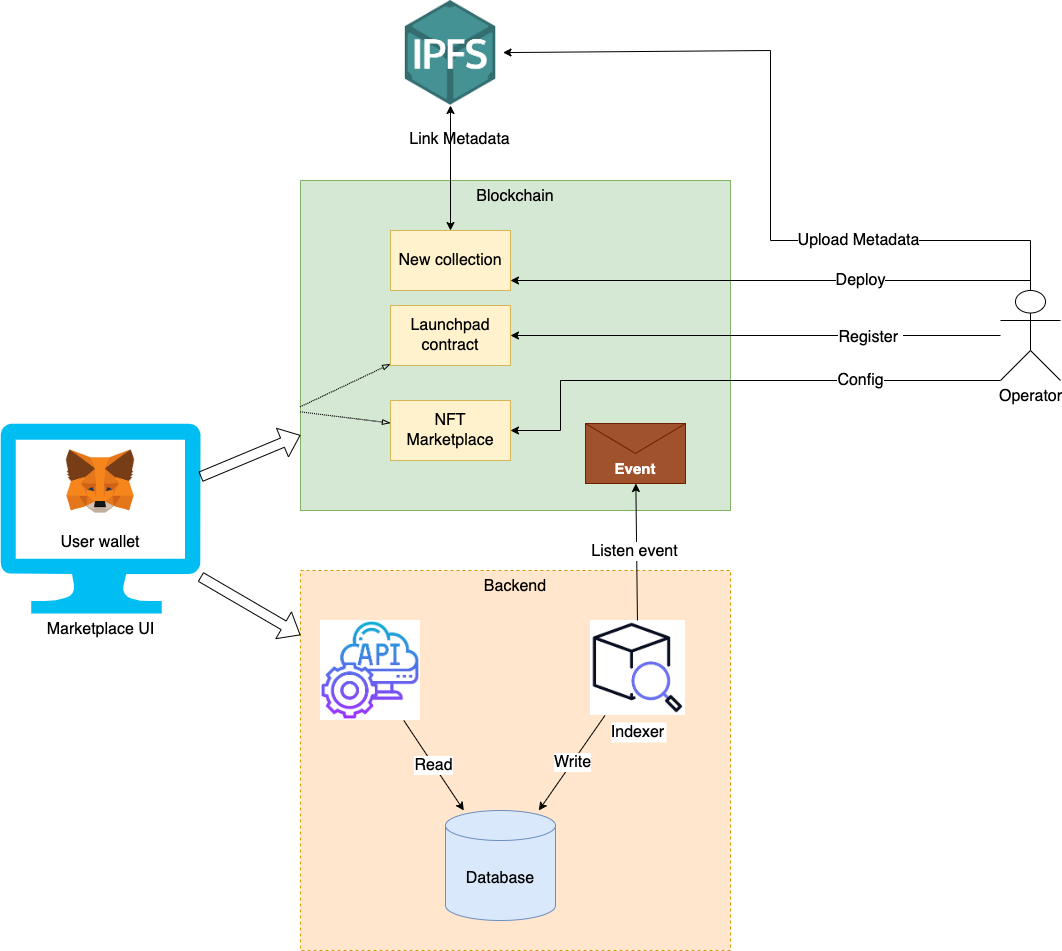 IPFS
Link Metadata
Blockchain
New collection
Upload Metadata
Deploy
Launchpad
contract
Register
Config
Operator
NFT
Marketplace
Event
User wallet
Marketplace UI
Listen event
Backend
API
Indexer
Read
Write
Database